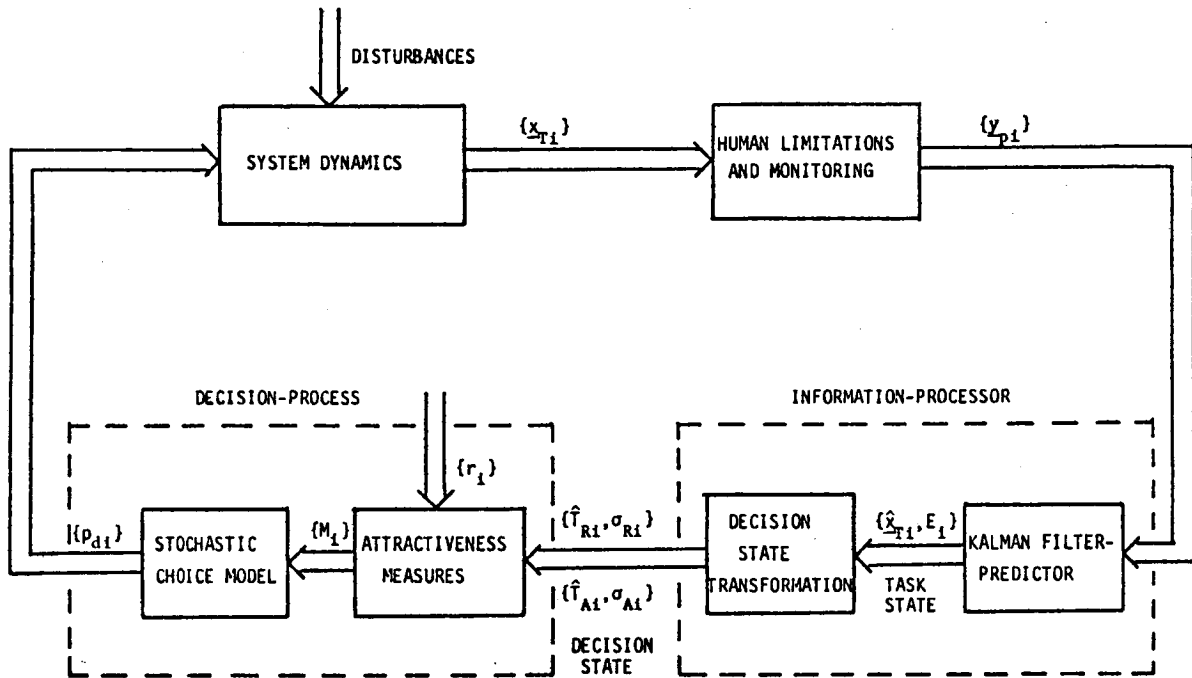 DISTURBANCES
SYSTEM DYNAMICS
{x_Ti}
HUMAN LIMITATIONS
AND MONITORING
{y_pi}
DECISION-PROCESS
INFORMATION-PROCESSOR
{r_i}
{p_di}
STOCHASTIC
CHOICE MODEL
{M_i}
ATTRACTIVENESS
MEASURES
{T̂_Ri, σ_Ri}
{T̂_Ai, σ_Ai}
DECISION
STATE
DECISION
STATE
TRANSFORMATION
{x̂_Ti, E_i}
TASK
STATE
KALMAN FILTER-
PREDICTOR